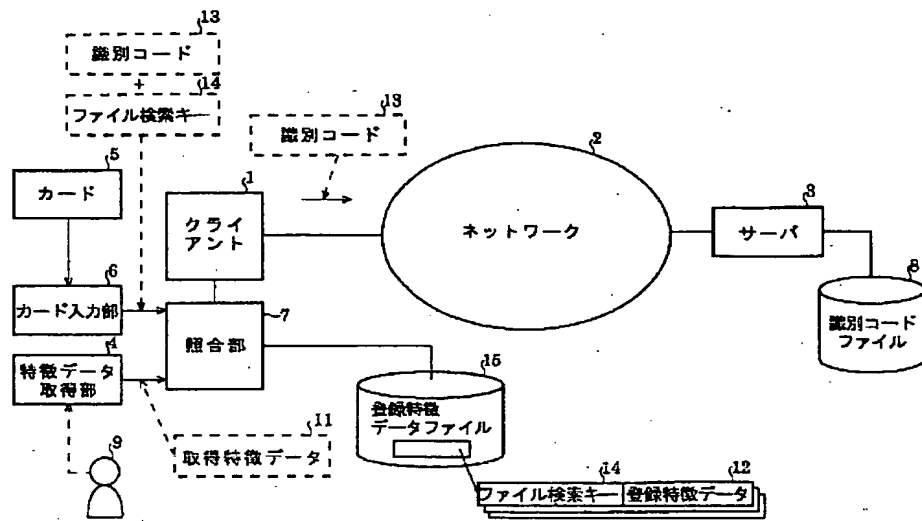 13
識別コード
+
14
ファイル検索キー
13
識別コード
5
カード
1
クライ
アント
2
ネットワーク
3
サーバ
8
識別コード
ファイル
6
カード入力部
7
照合部
4
特徴データ
取得部
15
登録特徴
データファイル
11
取得特徴データ
9
14
12
ファイル検索キー
登録特徴データ